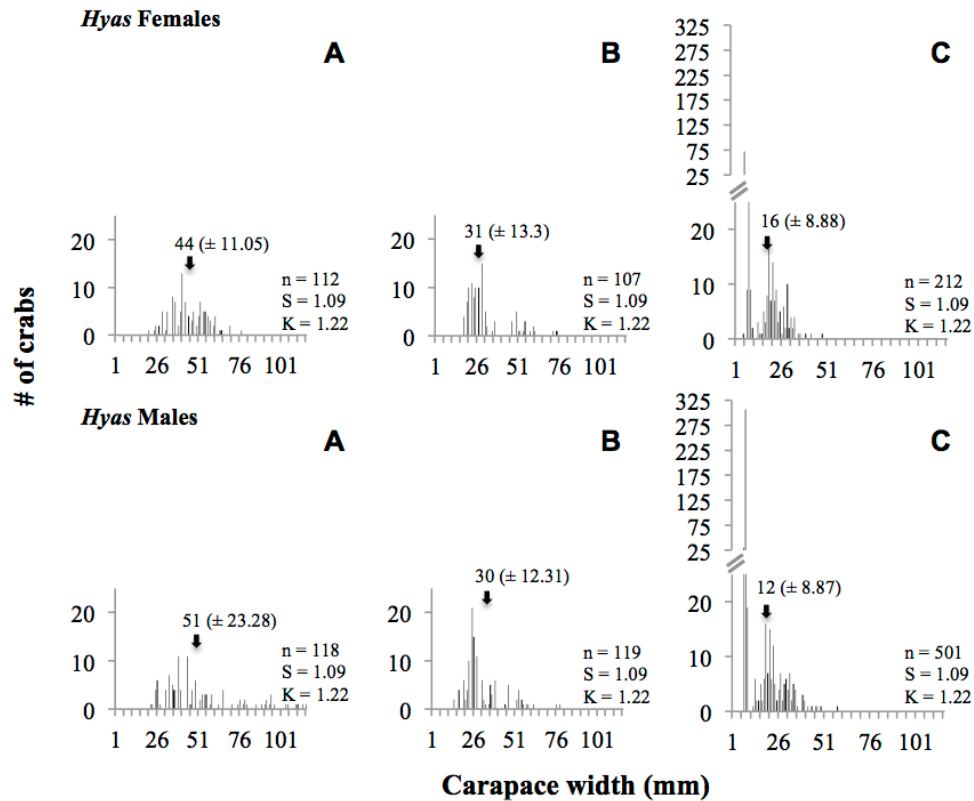 Hyas Females
A
B
C
325
275
225
175
125
75
25
20
10
0
44 (± 11.05)
n = 112
S = 1.09
K = 1.22
1 26 51 76 101
20
10
0
31 (± 13.3)
n = 107
S = 1.09
K = 1.22
1 26 51 76 101
20
10
0
16 (± 8.88)
n = 212
S = 1.09
K = 1.22
1 26 51 76 101
# of crabs
Hyas Males
A
B
C
325
275
225
175
125
75
25
20
10
0
51 (± 23.28)
n = 118
S = 1.09
K = 1.22
1 26 51 76 101
20
10
0
30 (± 12.31)
n = 119
S = 1.09
K = 1.22
1 26 51 76 101
20
10
0
12 (± 8.87)
n = 501
S = 1.09
K = 1.22
1 26 51 76 101
Carapace width (mm)